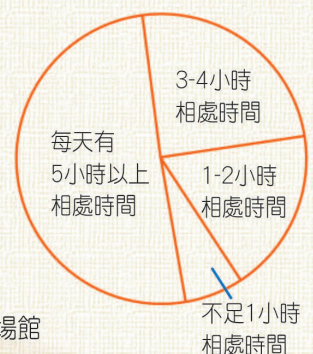 3-4小時
相處時間
每天有
5小時以上
相處時間
1-2小時
相處時間
不足1小時
相處時間
場館